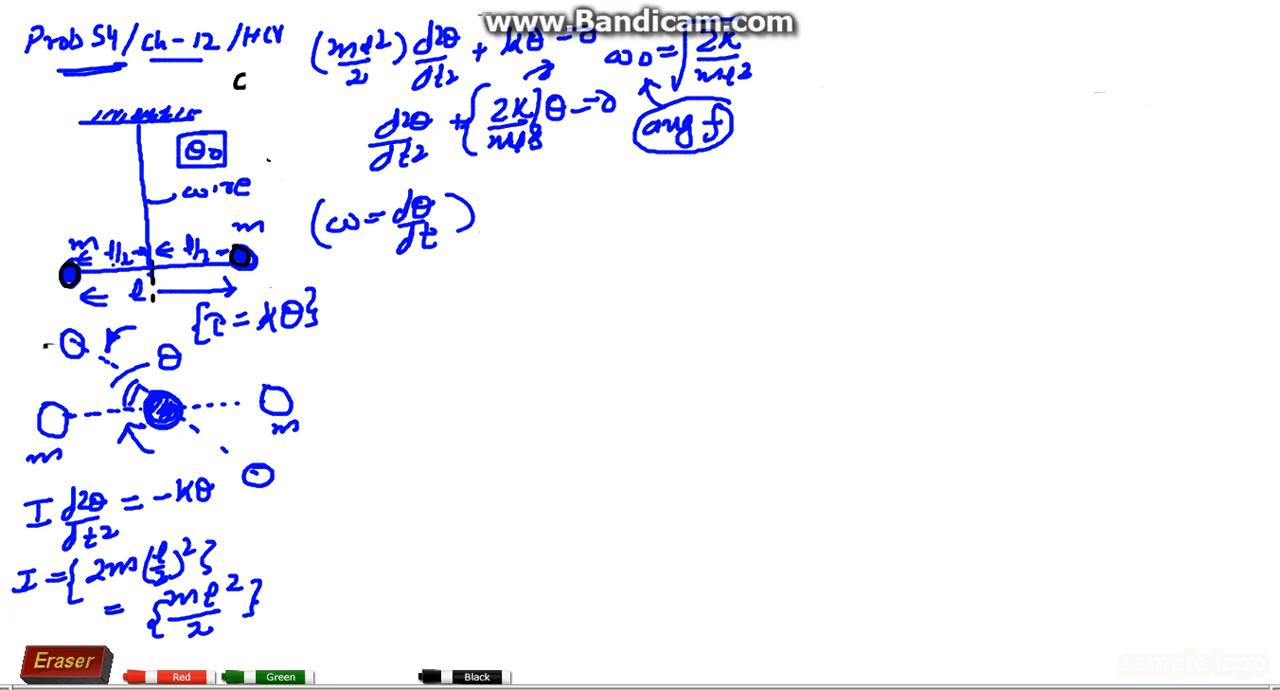 www.Bandicam.com
Prob 54/Ch-12/HCV
(mℓ²/2) d²θ/dt² + kθ = 0
ω0 = √2k/mℓ²
C
d²θ/dt² + {2k/mℓ²}θ = 0
ang f
θ0
wire
(ω = dθ/dt)
m
m
ℓ/2
ℓ/2
ℓ
{τ = kθ}
θ
m
m
I d²θ/dt² = -kθ
I = {2m(ℓ/2)²}
= {mℓ²/2}
Eraser
Red
Green
Black
sample logo